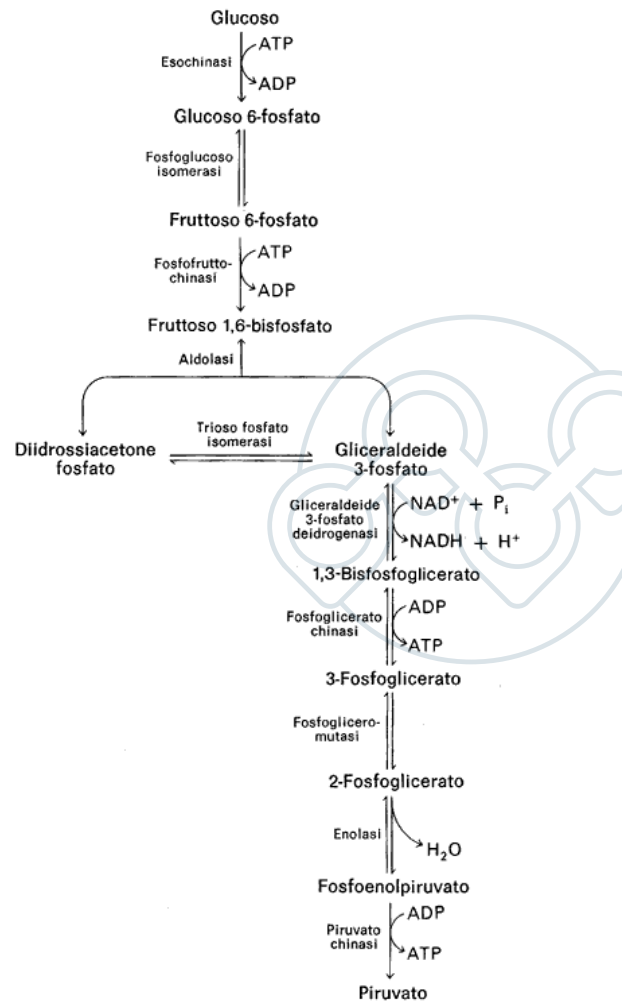 Glucoso
ATP
Esochinasi
ADP
Glucoso 6-fosfato
Fosfoglucoso
isomerasi
Fruttoso 6-fosfato
ATP
Fosfofrutto-
chinasi
ADP
Fruttoso 1,6-bisfosfato
Aldolasi
Trioso fosfato
isomerasi
Diidrossiacetone
fosfato
Gliceraldeide
3-fosfato
Gliceraldeide
3-fosfato
deidrogenasi
NAD⁺ + Pᵢ
NADH + H⁺
1,3-Bisfosfoglicerato
Fosfoglicerato
chinasi
ADP
ATP
3-Fosfoglicerato
Fosfoglicero-
mutasi
2-Fosfoglicerato
Enolasi
H₂O
Fosfoenolpiruvato
ADP
Piruvato
chinasi
ATP
Piruvato